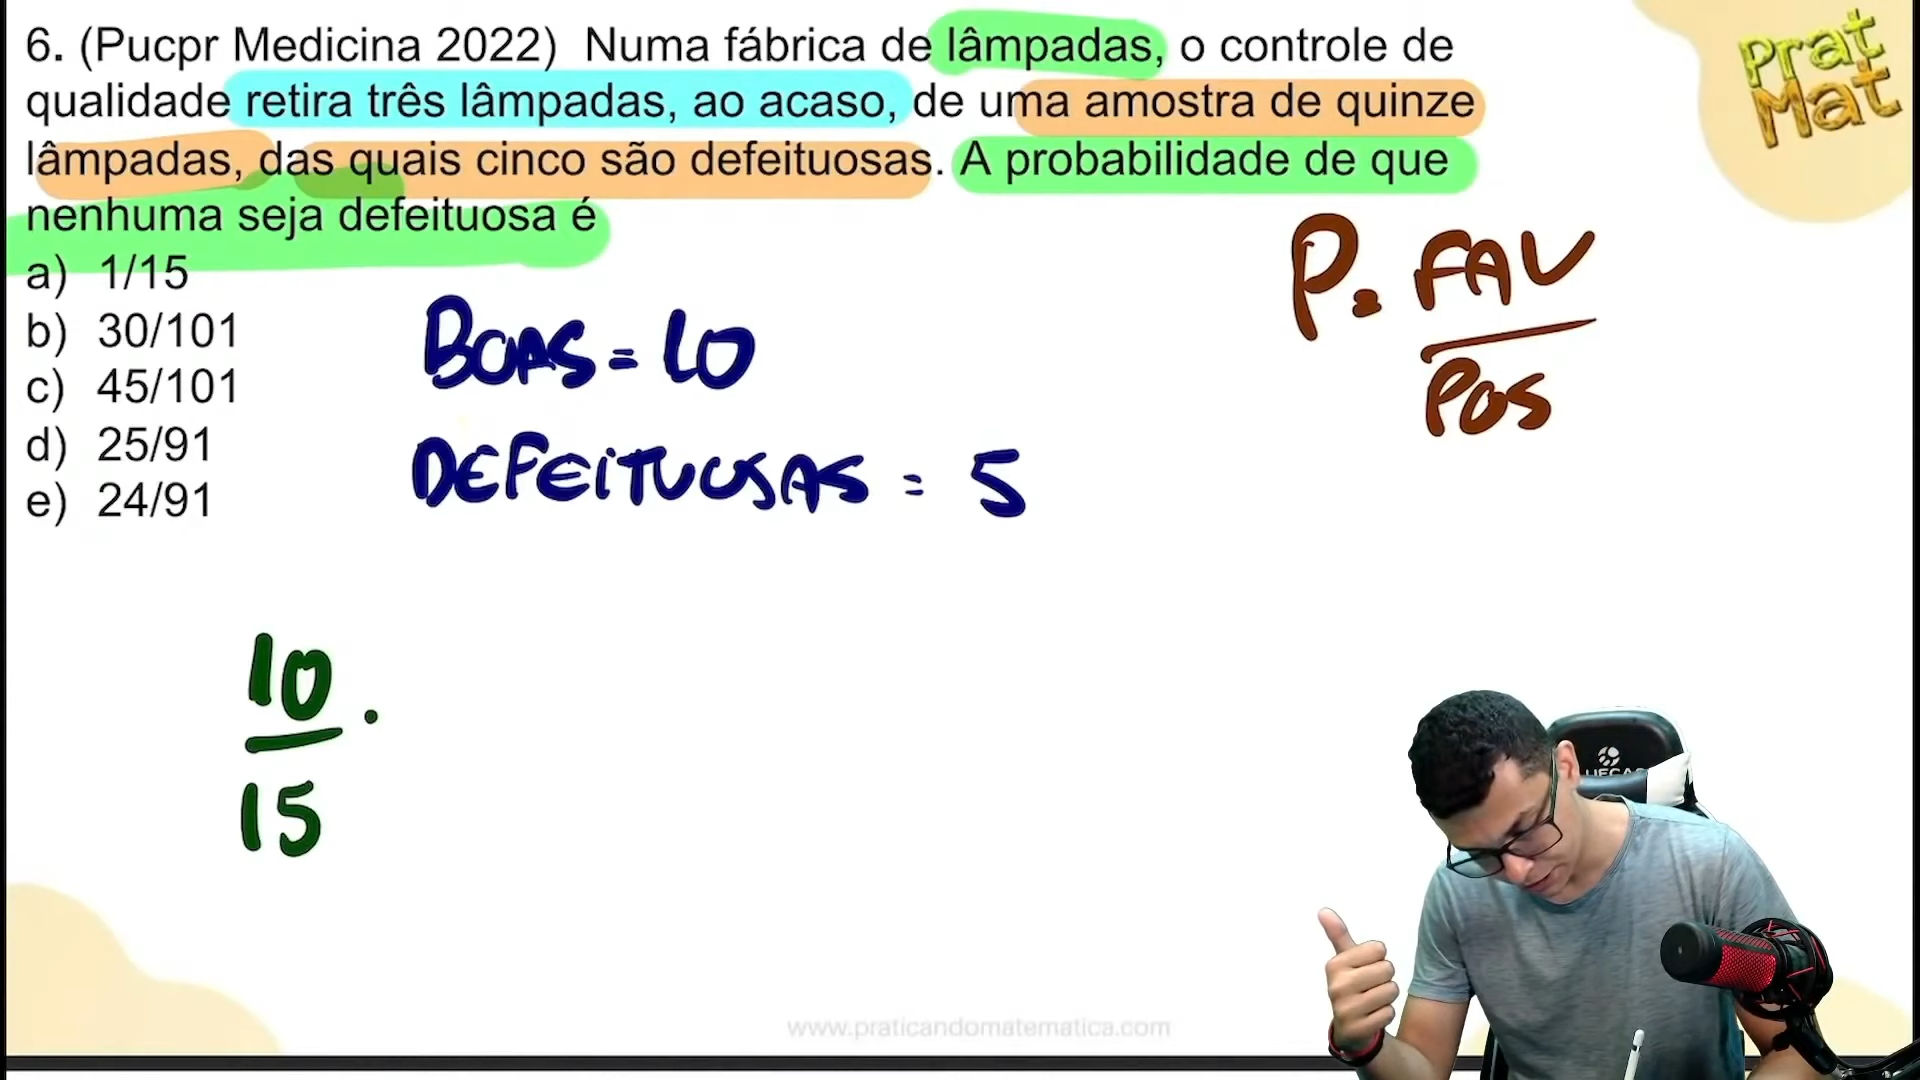 6. (Pucpr Medicina 2022) Numa fábrica de lâmpadas, o controle de
qualidade retira três lâmpadas, ao acaso, de uma amostra de quinze
lâmpadas, das quais cinco são defeituosas. A probabilidade de que
nenhuma seja defeituosa é
a) 1/15
b) 30/101
c) 45/101
d) 25/91
e) 24/91
Prat
Mat
P = FAV
POS
BOAS = 10
DEFEITUOSAS = 5
10 .
15
www.praticandomatematica.com